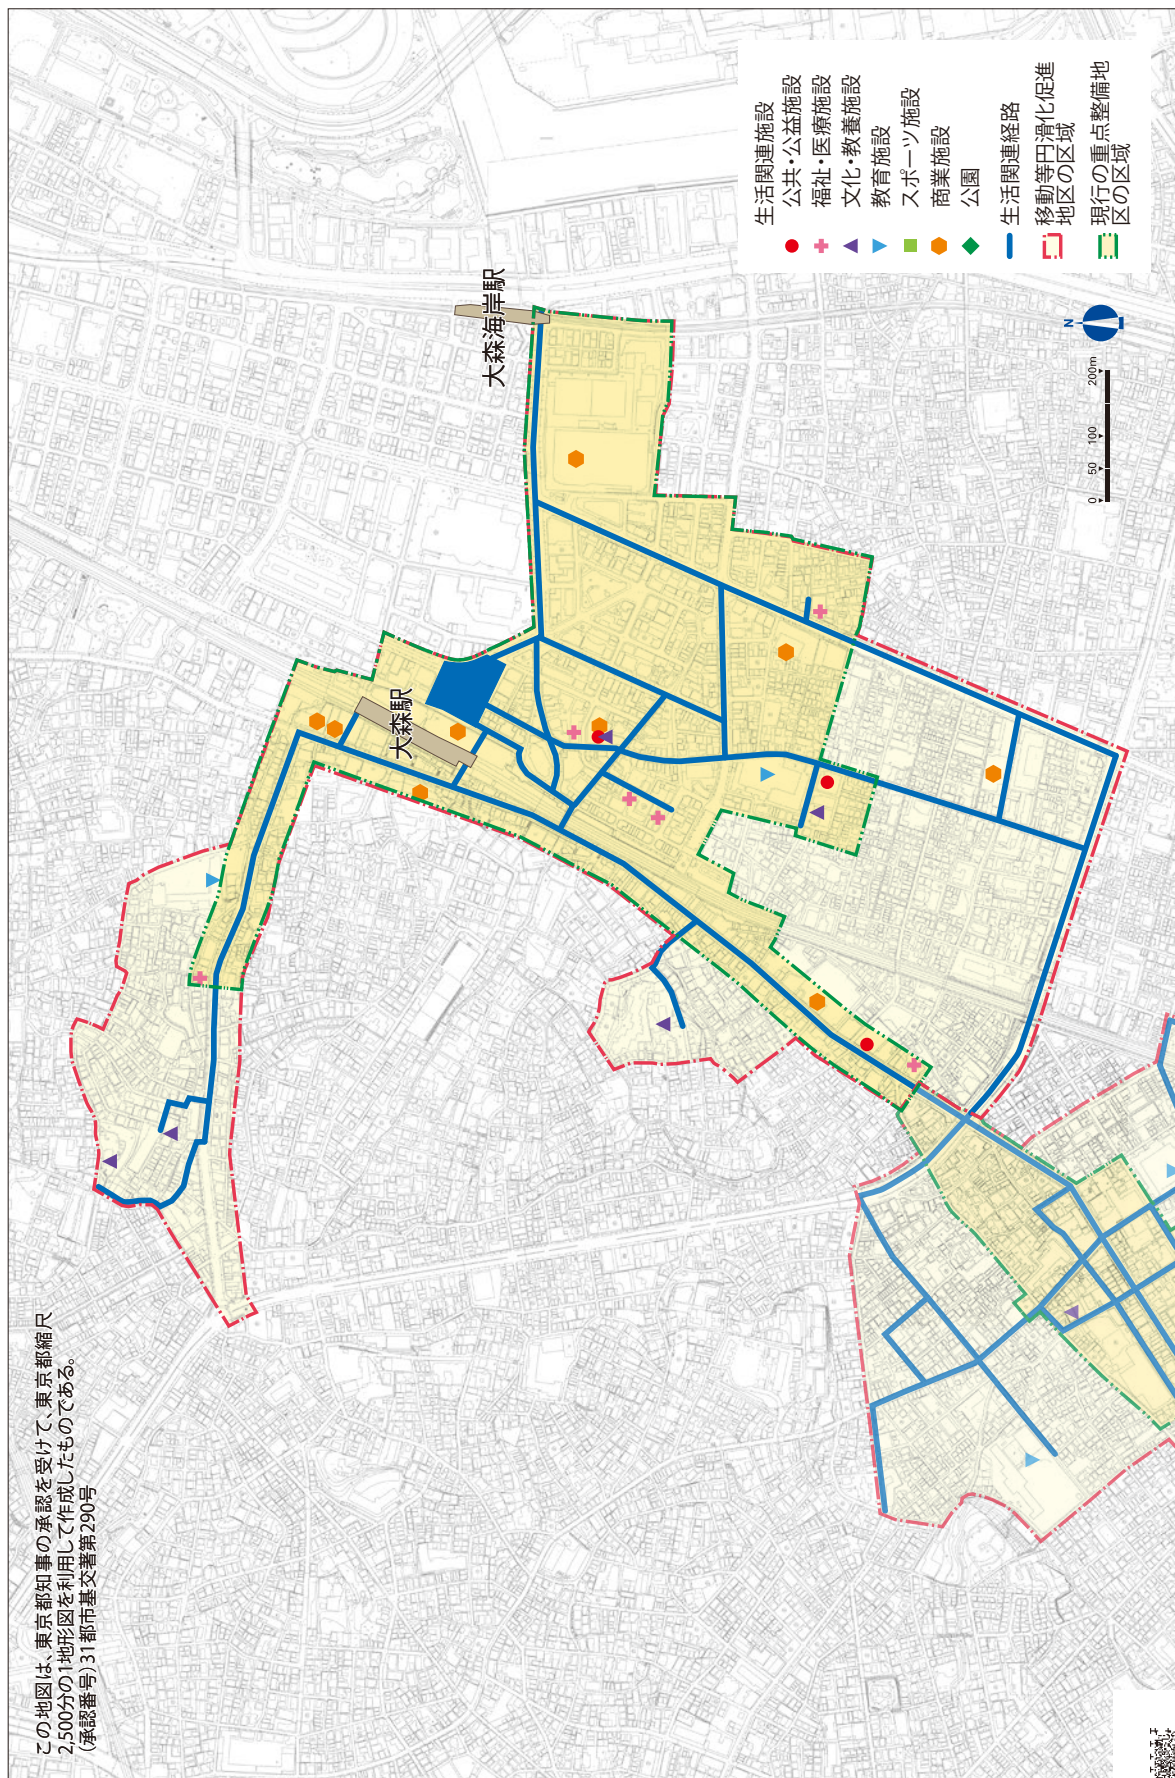 この地図は、東京都知事の承認を受けて、東京都縮尺
2,500分の1地形図を利用して作成したものである。
(承認番号)31都市基交著第290号
大森駅
大森海岸駅
生活関連施設
公共・公益施設
福祉・医療施設
文化・教養施設
教育施設
スポーツ施設
商業施設
公園
生活関連経路
移動等円滑化促進
地区の区域
現行の重点整備地
区の区域
N
0 50 100 200m